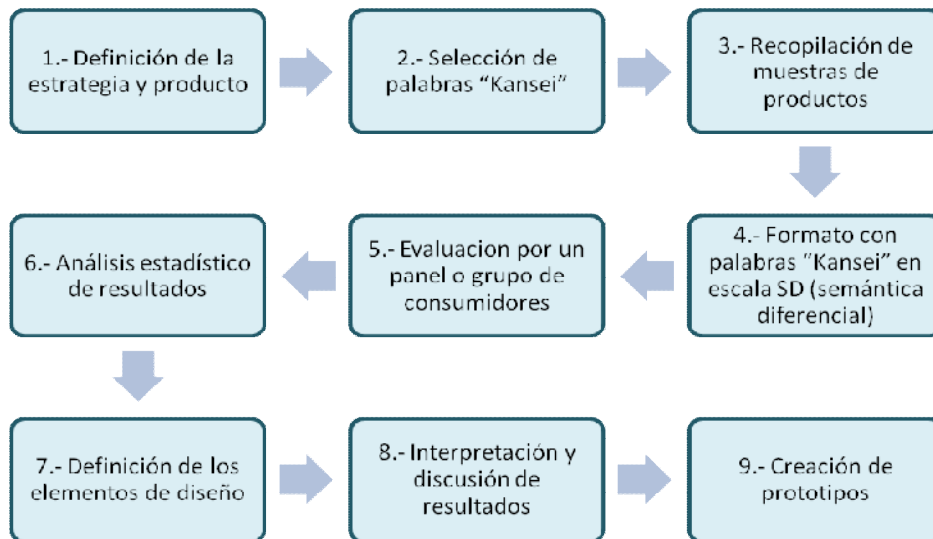 1.- Definición de la
estrategia y producto
2.- Selección de
palabras “Kansei”
3.- Recopilación de
muestras de
productos
4.- Formato con
palabras “Kansei” en
escala SD (semántica
diferencial)
5.- Evaluacion por un
panel o grupo de
consumidores
6.- Análisis estadístico
de resultados
7.- Definición de los
elementos de diseño
8.- Interpretación y
discusión de
resultados
9.- Creación de
prototipos